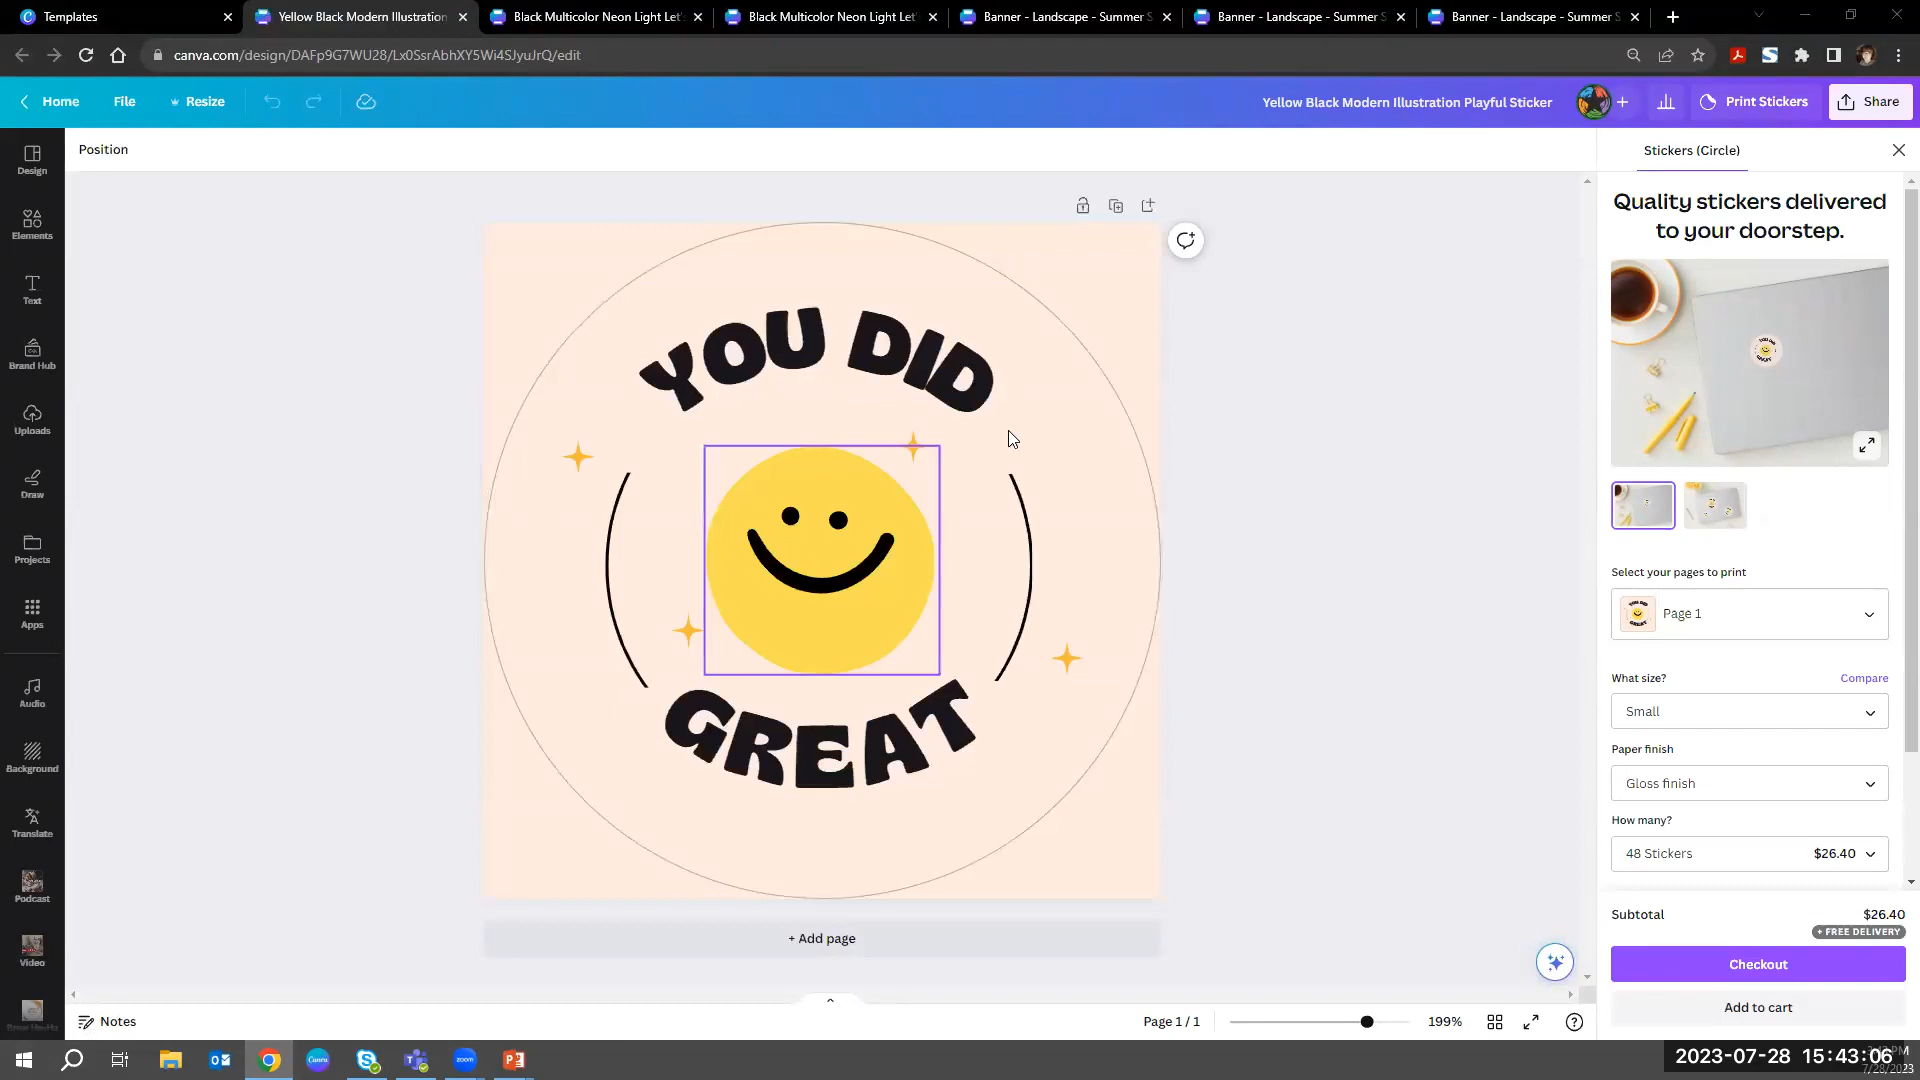 Templates
Yellow Black Modern Illustration
Black Multicolor Neon Light Let'
Black Multicolor Neon Light Let'
Banner - Landscape - Summer S
Banner - Landscape - Summer S
Banner - Landscape - Summer S
canva.com/design/DAFp9G7WU28/Lx0SsrAbhXY5Wi4SJyuJrQ/edit
Home
File
Resize
Yellow Black Modern Illustration Playful Sticker
Print Stickers
Share
Design
Elements
Text
Brand Hub
Uploads
Draw
Projects
Apps
Audio
Background
Translate
Podcast
Video
Position
YOU DID
GREAT
+ Add page
Stickers (Circle)
Quality stickers delivered
to your doorstep.
Select your pages to print
Page 1
What size?
Compare
Small
Paper finish
Gloss finish
How many?
48 Stickers
$26.40
Subtotal
$26.40
+ FREE DELIVERY
Checkout
Add to cart
Notes
Page 1 / 1
199%
2023-07-28 15:43:06
7/28/2023